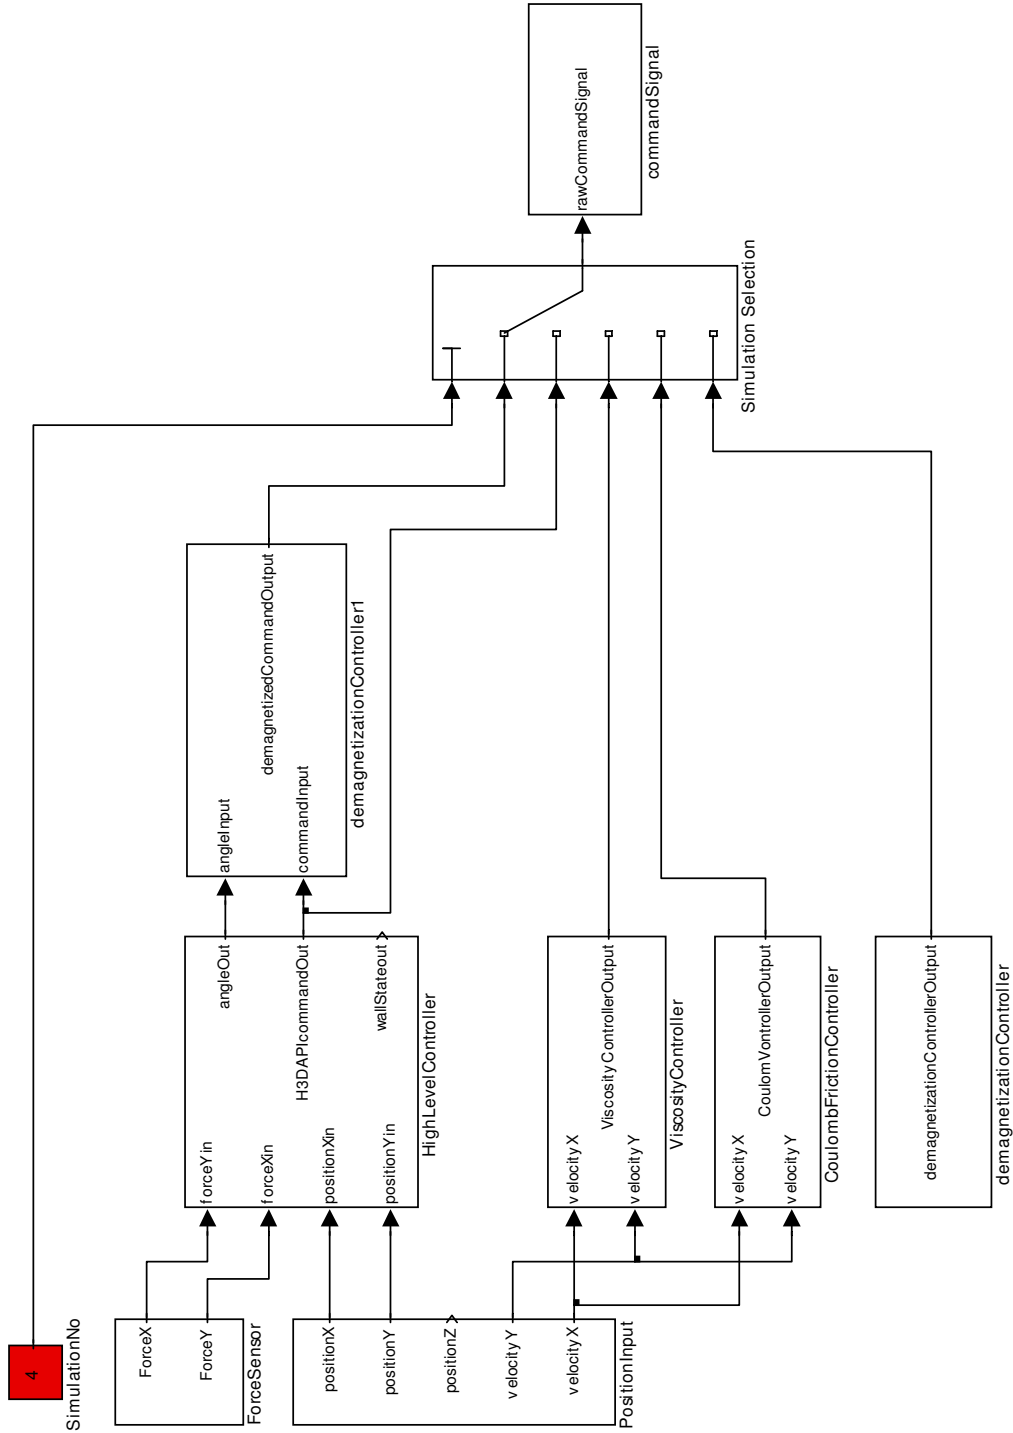 4
SimulationNo
ForceX
ForceY
ForceSensor
positionX
positionY
positionZ
velocityY
velocityX
PositionInput
forceYin
forceXin
positionXin
positionYin
angleOut
H3DAPIcommandOut
wallStateout
HighLevelController
angleInput
commandInput
demagnetizedCommandOutput
demagnetizationController1
velocityX
velocityY
ViscosityControllerOutput
ViscosityController
velocityX
velocityY
CoulomVontrollerOutput
CoulombFrictionController
demagnetizationControllerOutput
demagnetizationController
Simulation Selection
rawCommandSignal
commandSignal